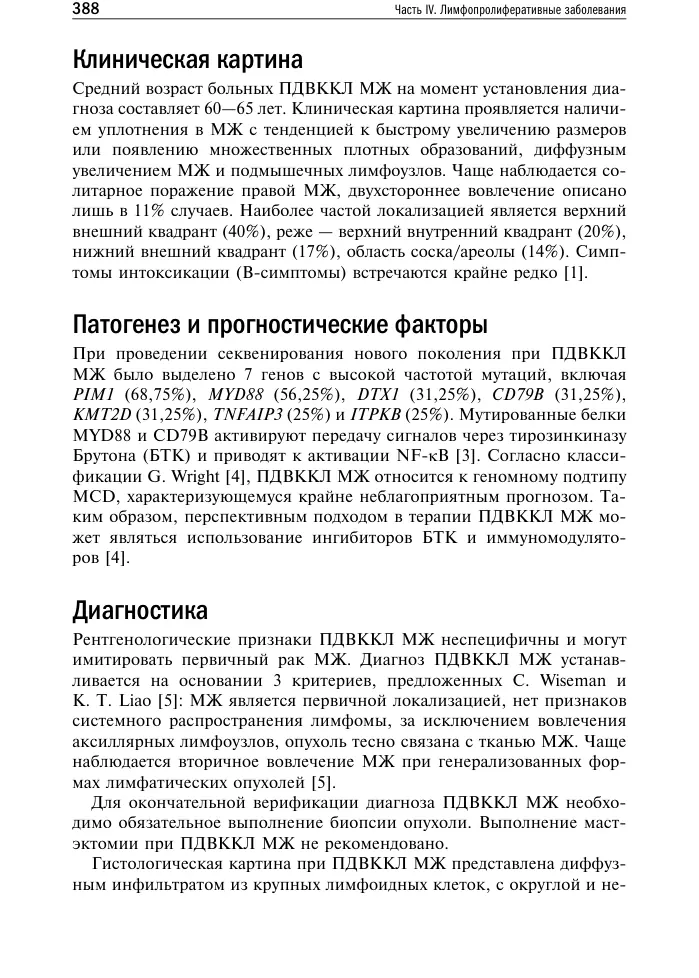 388
Часть IV. Лимфопролиферативные заболевания
Клиническая картина
Средний возраст больных ПДВККЛ МЖ на момент установления диа-
гноза составляет 60—65 лет. Клиническая картина проявляется наличи-
ем уплотнения в МЖ с тенденцией к быстрому увеличению размеров
или появлению множественных плотных образований, диффузным
увеличением МЖ и подмышечных лимфоузлов. Чаще наблюдается со-
литарное поражение правой МЖ, двухстороннее вовлечение описано
лишь в 11% случаев. Наиболее частой локализацией является верхний
внешний квадрант (40%), реже — верхний внутренний квадрант (20%),
нижний внешний квадрант (17%), область соска/ареолы (14%). Симп-
томы интоксикации (В-симптомы) встречаются крайне редко [1].
Патогенез и прогностические факторы
При проведении секвенирования нового поколения при ПДВККЛ
МЖ было выделено 7 генов с высокой частотой мутаций, включая
PIM1 (68,75%), MYD88 (56,25%), DTX1 (31,25%), CD79B (31,25%),
KMT2D (31,25%), TNFAIP3 (25%) и ITPKB (25%). Мутированные белки
MYD88 и CD79B активируют передачу сигналов через тирозинкиназу
Брутона (БТК) и приводят к активации NF-κB [3]. Согласно класси-
фикации G. Wright [4], ПДВККЛ МЖ относится к геномному подтипу
MCD, характеризующемуся крайне неблагоприятным прогнозом. Та-
ким образом, перспективным подходом в терапии ПДВККЛ МЖ мо-
жет являться использование ингибиторов БТК и иммуномодулято-
ров [4].
Диагностика
Рентгенологические признаки ПДВККЛ МЖ неспецифичны и могут
имитировать первичный рак МЖ. Диагноз ПДВККЛ МЖ устанав-
ливается на основании 3 критериев, предложенных C. Wiseman и
K. T. Liao [5]: МЖ является первичной локализацией, нет признаков
системного распространения лимфомы, за исключением вовлечения
аксиллярных лимфоузлов, опухоль тесно связана с тканью МЖ. Чаще
наблюдается вторичное вовлечение МЖ при генерализованных фор-
мах лимфатических опухолей [5].
Для окончательной верификации диагноза ПДВККЛ МЖ необхо-
димо обязательное выполнение биопсии опухоли. Выполнение маст-
эктомии при ПДВККЛ МЖ не рекомендовано.
Гистологическая картина при ПДВККЛ МЖ представлена диффуз-
ным инфильтратом из крупных лимфоидных клеток, с округлой и не-